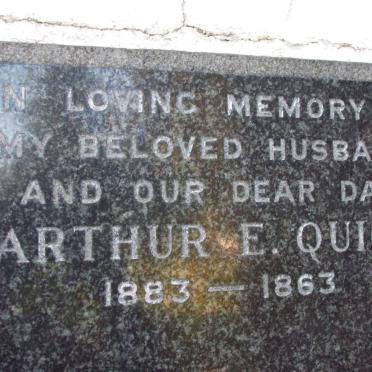 N LOVING MEMORY
MY BELOVED HUSBA
AND OUR DEAR DA
ARTHUR E. QUI
1883 – 1863